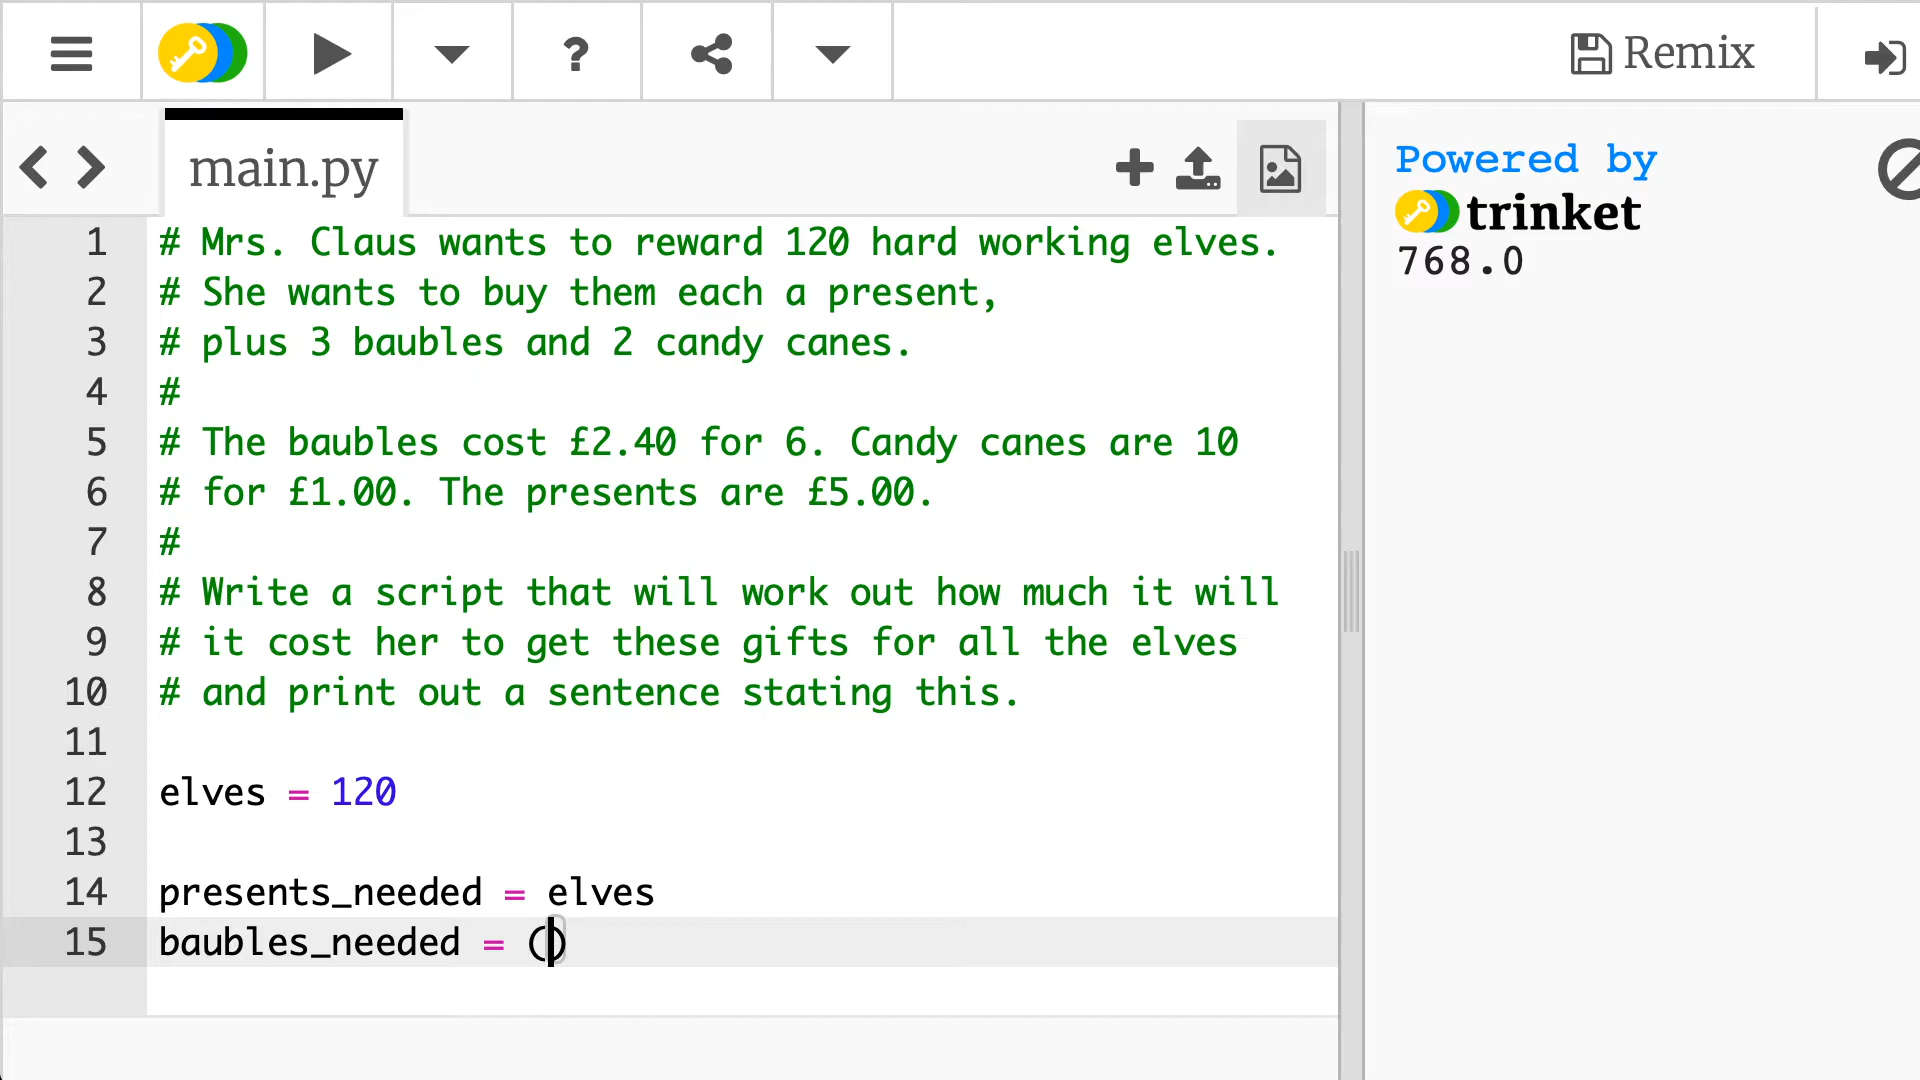 ? Remix
main.py
1 # Mrs. Claus wants to reward 120 hard working elves.
2 # She wants to buy them each a present,
3 # plus 3 baubles and 2 candy canes.
4 #
5 # The baubles cost £2.40 for 6. Candy canes are 10
6 # for £1.00. The presents are £5.00.
7 #
8 # Write a script that will work out how much it will
9 # it cost her to get these gifts for all the elves
10 # and print out a sentence stating this.
11
12 elves = 120
13
14 presents_needed = elves
15 baubles_needed = ()
Powered by
trinket
768.0